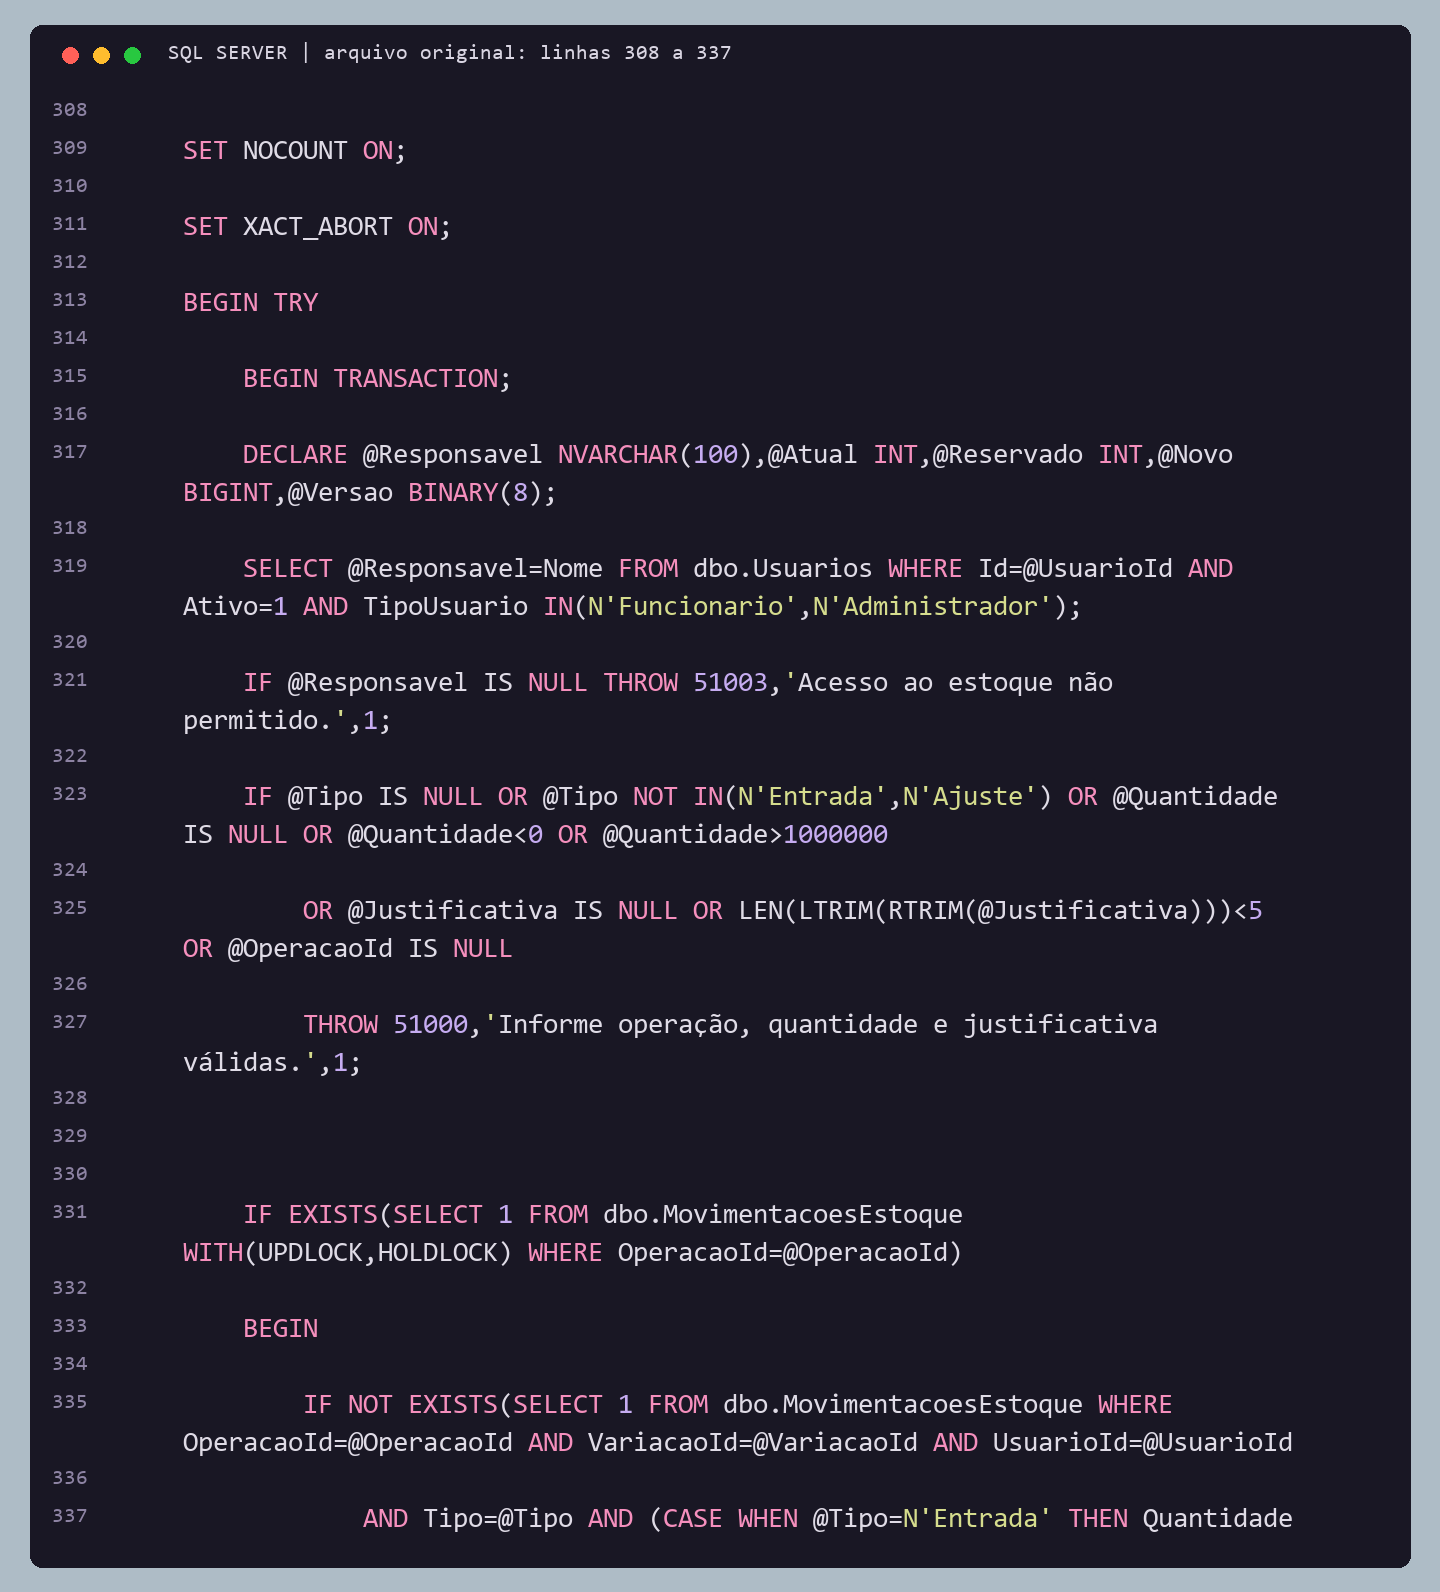 SQL SERVER | arquivo original: linhas 308 a 337
308
309 SET NOCOUNT ON;
310
311 SET XACT_ABORT ON;
312
313 BEGIN TRY
314
315 BEGIN TRANSACTION;
316
317 DECLARE @Responsavel NVARCHAR(100),@Atual INT,@Reservado INT,@Novo
BIGINT,@Versao BINARY(8);
318
319 SELECT @Responsavel=Nome FROM dbo.Usuarios WHERE Id=@UsuarioId AND
Ativo=1 AND TipoUsuario IN(N'Funcionario',N'Administrador');
320
321 IF @Responsavel IS NULL THROW 51003,'Acesso ao estoque não
permitido.',1;
322
323 IF @Tipo IS NULL OR @Tipo NOT IN(N'Entrada',N'Ajuste') OR @Quantidade
IS NULL OR @Quantidade<0 OR @Quantidade>1000000
324
325 OR @Justificativa IS NULL OR LEN(LTRIM(RTRIM(@Justificativa)))<5
OR @OperacaoId IS NULL
326
327 THROW 51000,'Informe operação, quantidade e justificativa
válidas.',1;
328
329
330
331 IF EXISTS(SELECT 1 FROM dbo.MovimentacoesEstoque
WITH(UPDLOCK,HOLDLOCK) WHERE OperacaoId=@OperacaoId)
332
333 BEGIN
334
335 IF NOT EXISTS(SELECT 1 FROM dbo.MovimentacoesEstoque WHERE
OperacaoId=@OperacaoId AND VariacaoId=@VariacaoId AND UsuarioId=@UsuarioId
336
337 AND Tipo=@Tipo AND (CASE WHEN @Tipo=N'Entrada' THEN Quantidade